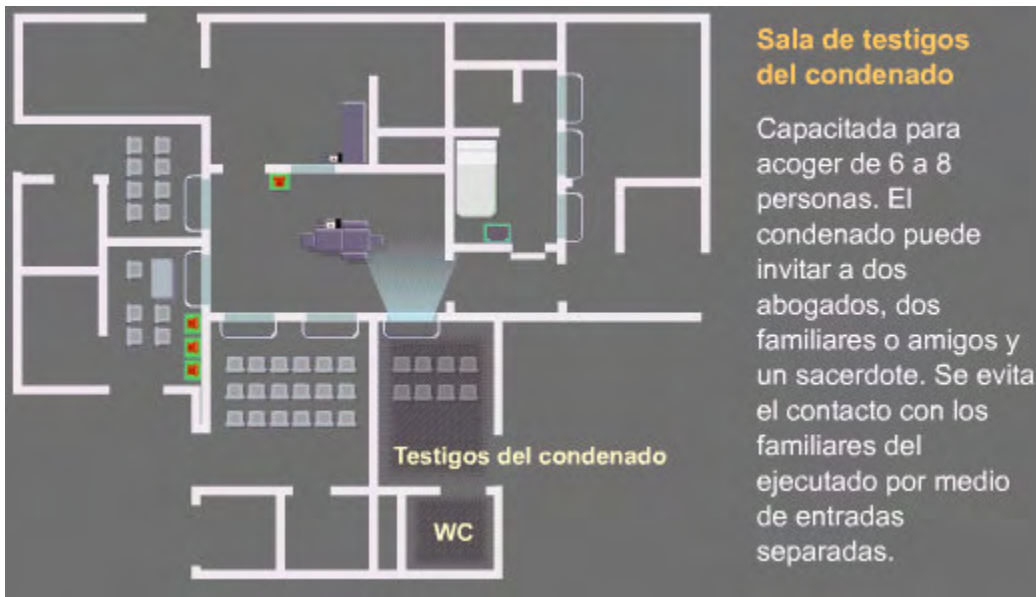 Sala de testigos
del condenado
Capacitada para
acoger de 6 a 8
personas. El
condenado puede
invitar a dos
abogados, dos
familiares o amigos y
un sacerdote. Se evita
el contacto con los
familiares del
ejecutado por medio
de entradas
separadas.
Testigos del condenado
WC